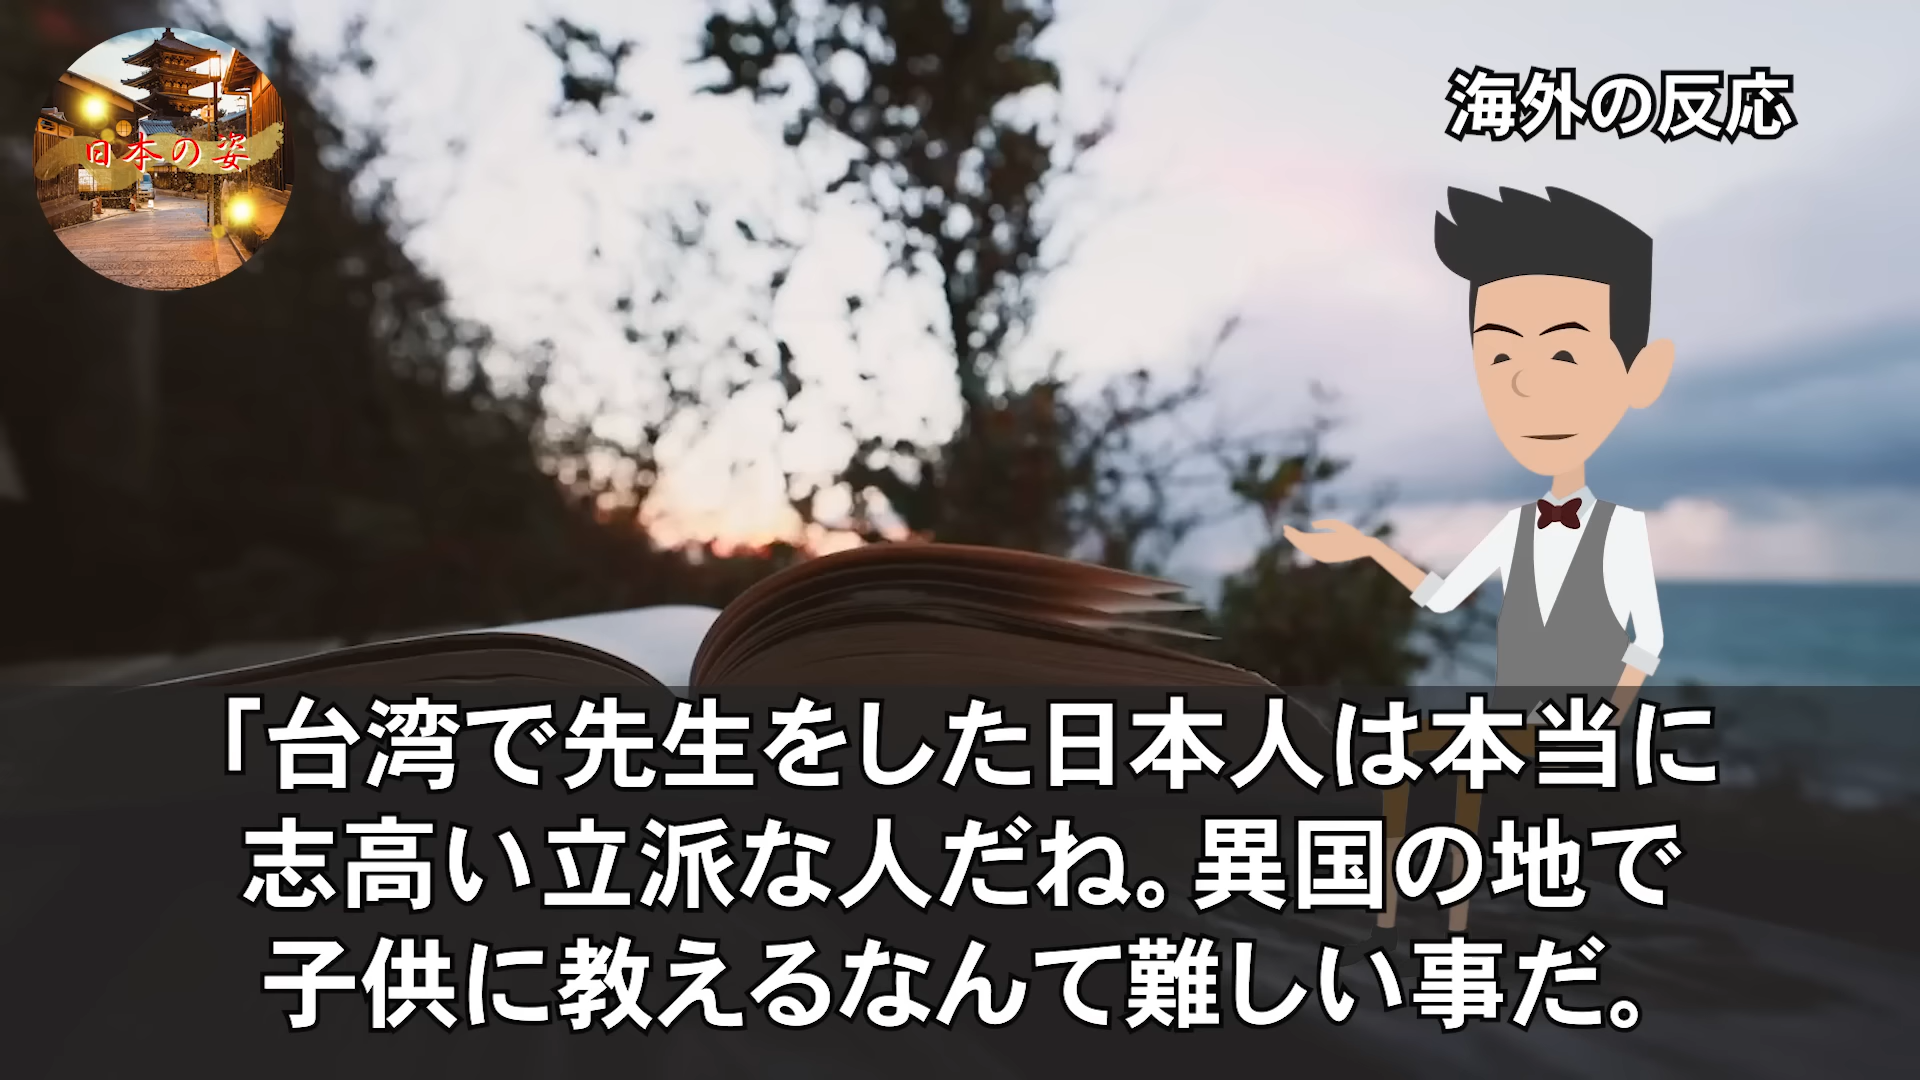 日本の姿
海外の反応
「台湾で先生をした日本人は本当に
志高い立派な人だね。異国の地で
子供に教えるなんて難しい事だ。